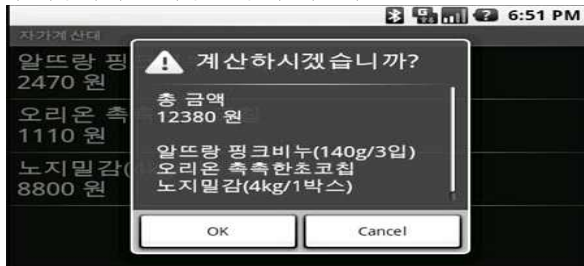 6:51 PM
자가계산대
알뜨랑 핑
2470 원
오리온 촉
1110 원
노지밀감(
8800 원
계산하시겠습니까?
총 금액
12380 원
알뜨랑 핑크비누(140g/3입)
오리온 촉촉한초코칩
노지밀감(4kg/1박스)
OK
Cancel